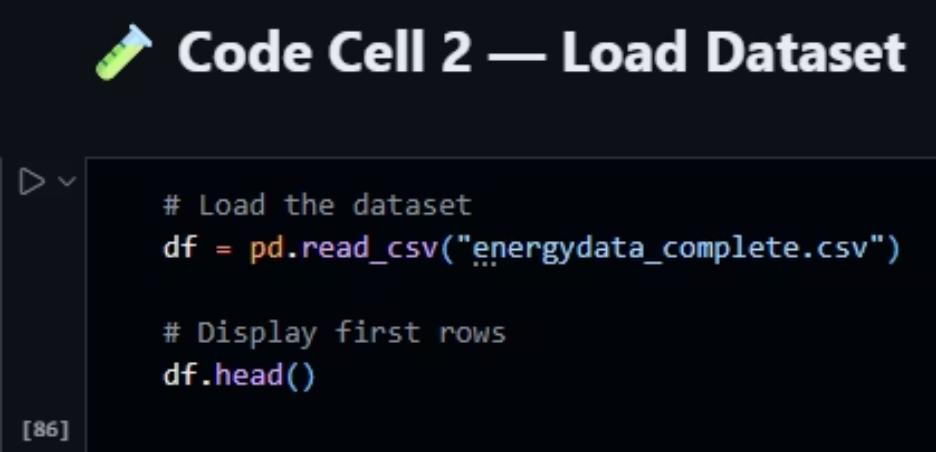 Code Cell 2 — Load Dataset
# Load the dataset
df = pd.read_csv("energydata_complete.csv")
# Display first rows
df.head()
[86]